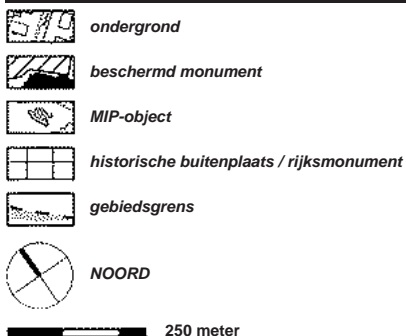 ondergrond
beschermd monument
MIP-object
historische buitenplaats / rijksmonument
gebiedsgrens
NOORD
250 meter